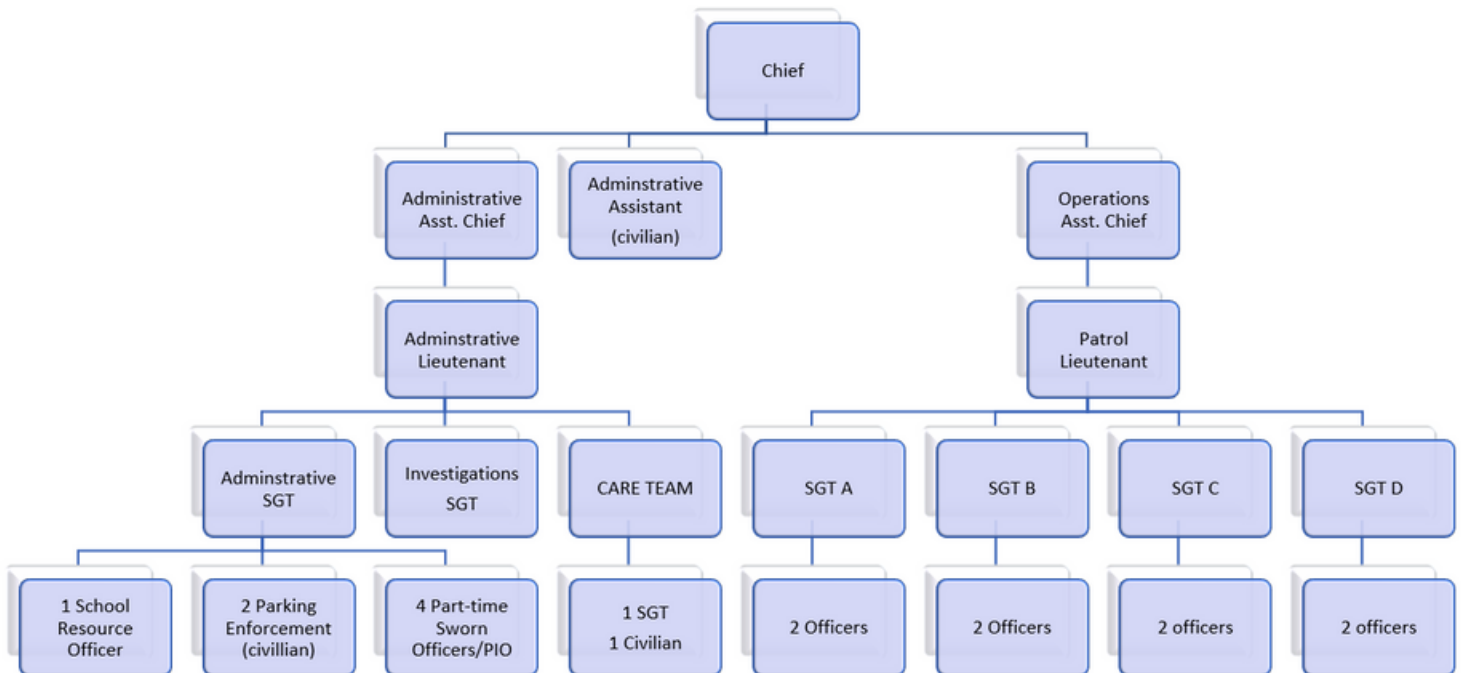 Chief
Administrative
Asst. Chief
Adminstrative
Assistant
(civilian)
Operations
Asst. Chief
Adminstrative
Lieutenant
Patrol
Lieutenant
Adminstrative
SGT
Investigations
SGT
CARE TEAM
SGT A
SGT B
SGT C
SGT D
1 School
Resource
Officer
2 Parking
Enforcement
(civillian)
4 Part-time
Sworn
Officers/PIO
1 SGT
1 Civilian
2 Officers
2 Officers
2 officers
2 officers